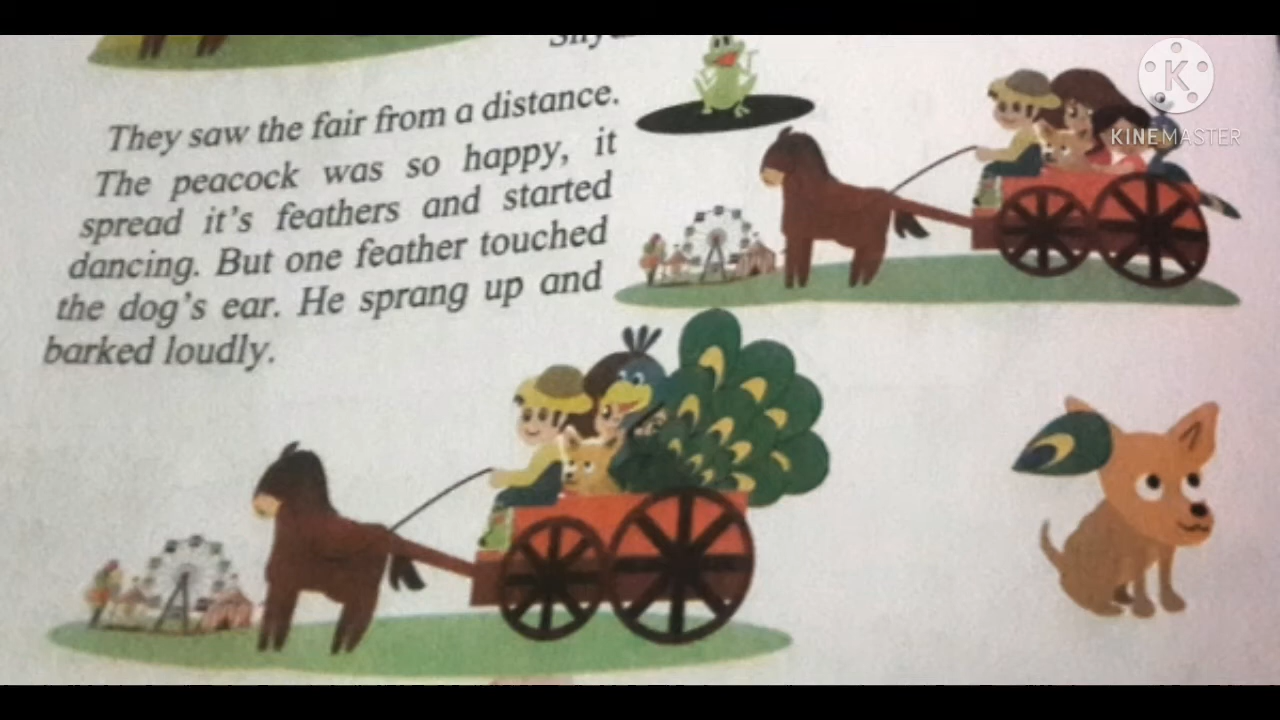 They saw the fair from a distance.
The peacock was so happy, it
spread it's feathers and started
dancing. But one feather touched
the dog's ear. He sprang up and
barked loudly.
K
KINEMASTER